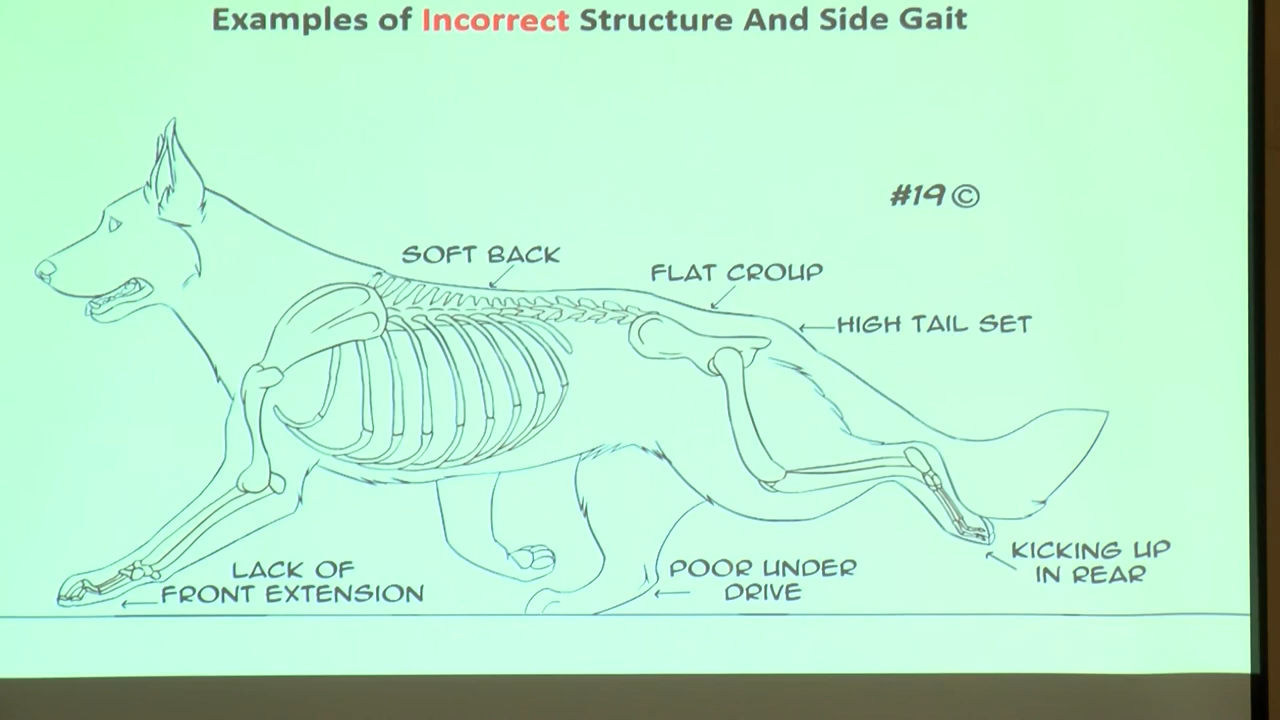 Examples of Incorrect Structure And Side Gait
#19 ©
SOFT BACK
FLAT CROUP
HIGH TAIL SET
LACK OF
FRONT EXTENSION
POOR UNDER
DRIVE
KICKING UP
IN REAR